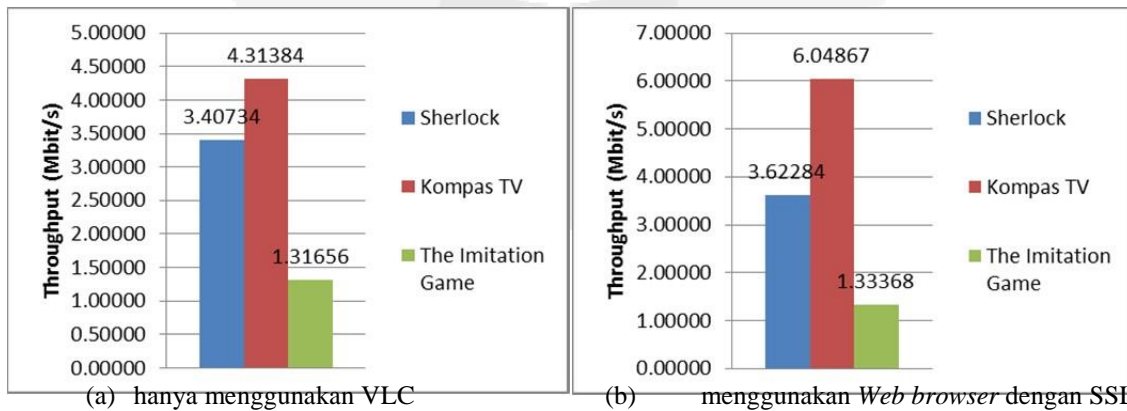 5.00000
4.50000
4.00000
3.50000
3.00000
2.50000
2.00000
1.50000
1.00000
0.50000
0.00000
Throughput (Mbit/s)
3.40734
4.31384
1.31656
Sherlock
Kompas TV
The Imitation
Game
(a) hanya menggunakan VLC
7.00000
6.00000
5.00000
4.00000
3.00000
2.00000
1.00000
0.00000
Throughput (Mbit/s)
3.62284
6.04867
1.33368
Sherlock
Kompas TV
The Imitation
Game
(b) menggunakan Web browser dengan